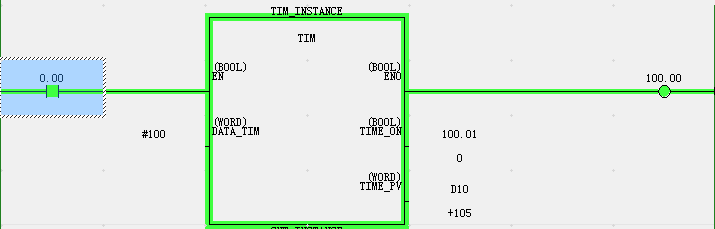 TIM_INSTANCE
TIM
0.00
(BOOL)
EN
(BOOL)
ENO
100.00
(WORD)
DATA_TIM
#100
(BOOL)
TIME_ON
100.01
0
(WORD)
TIME_PV
D10
+105